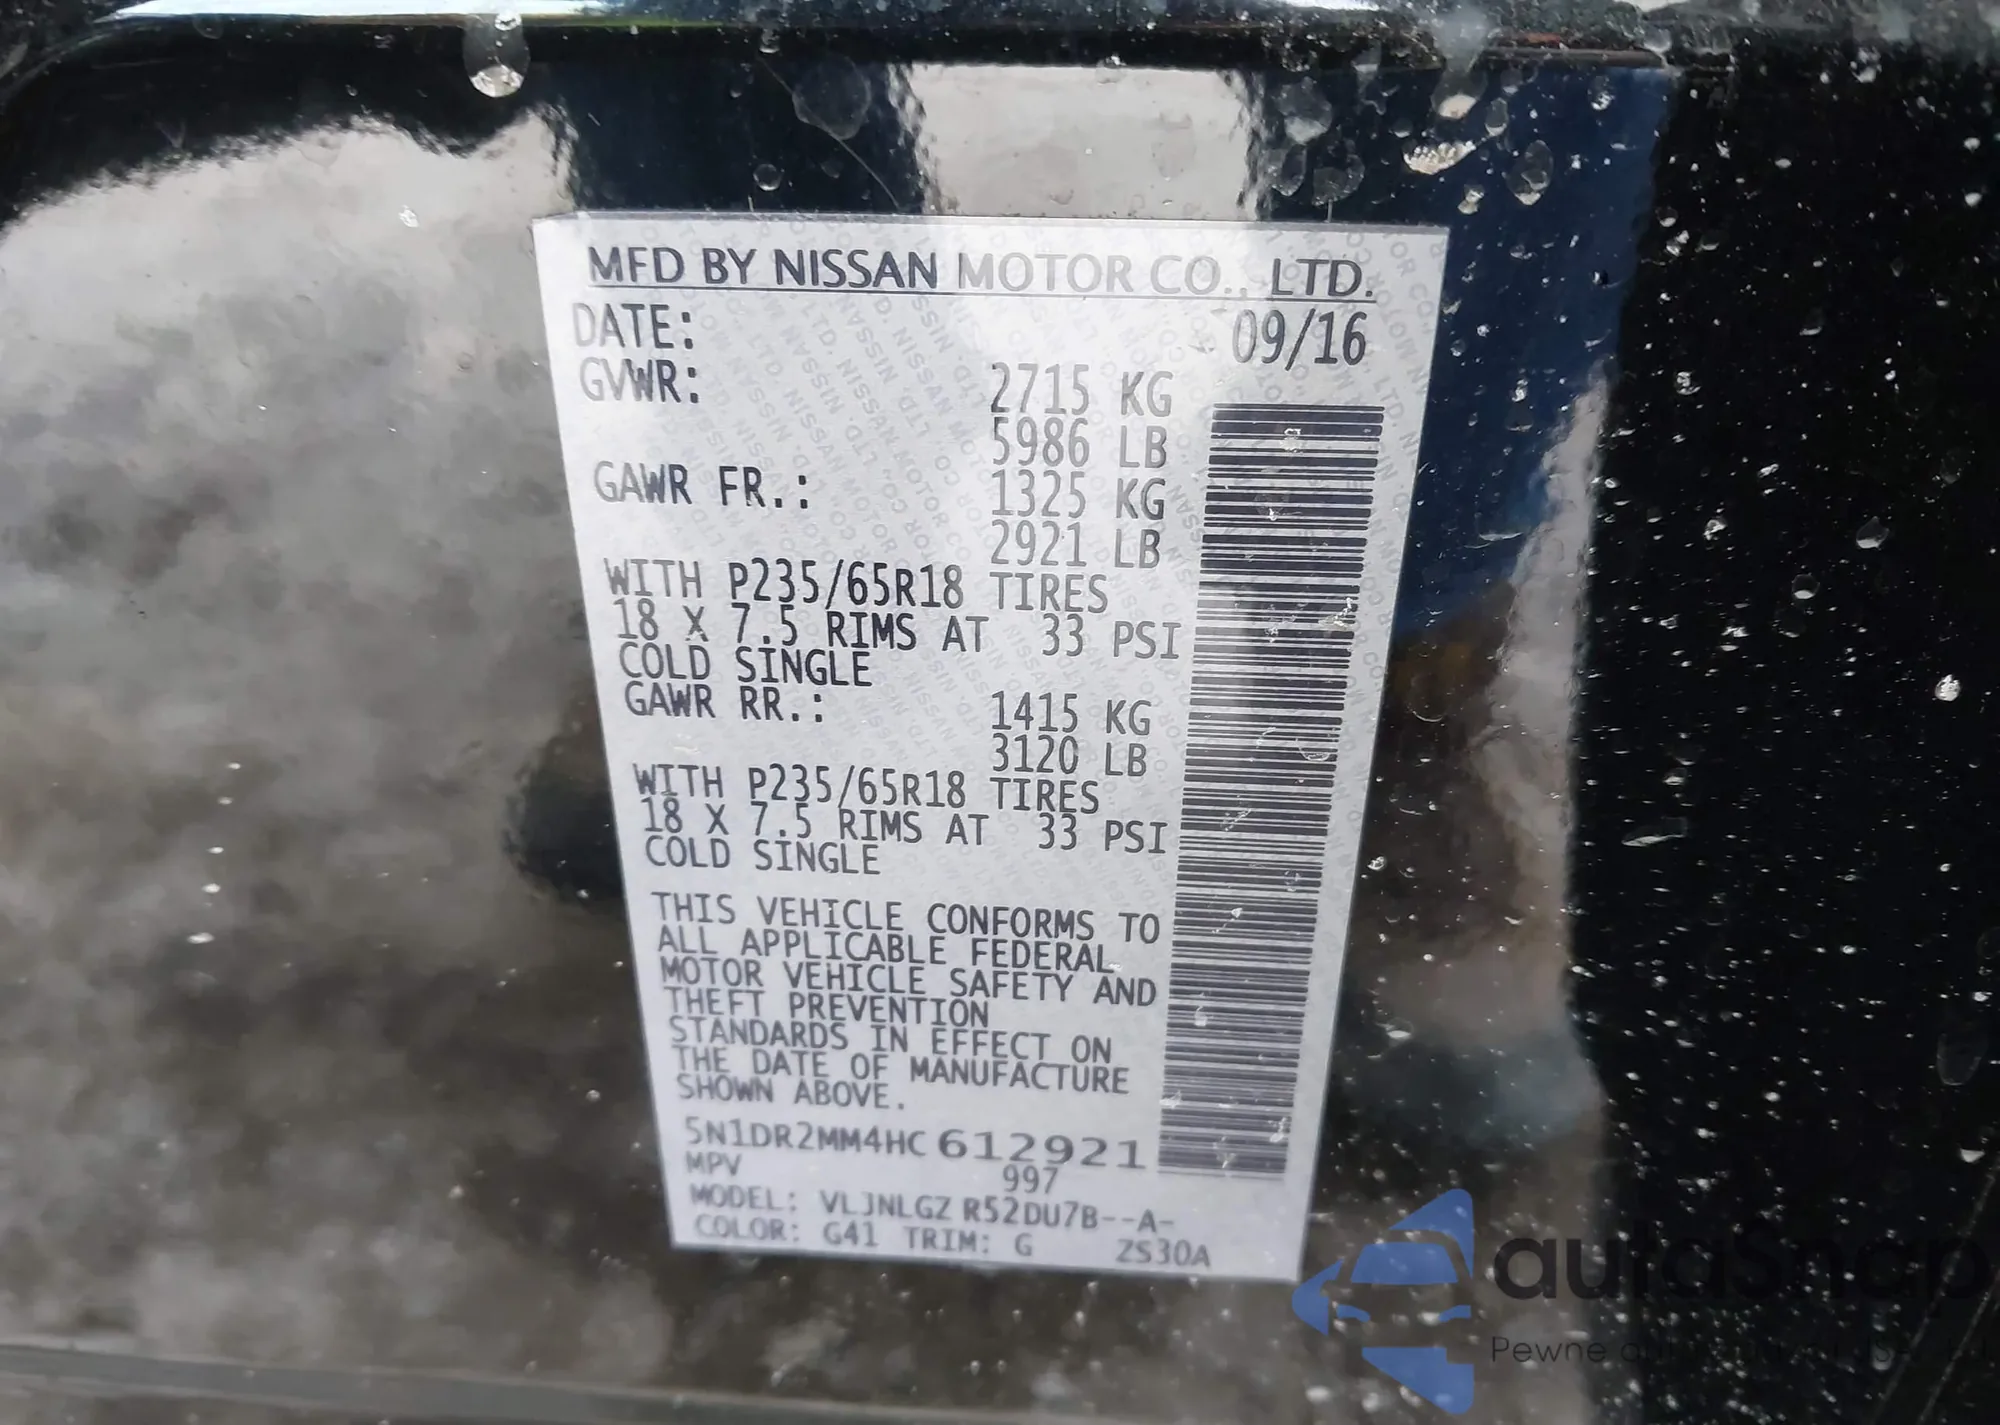 MFD BY NISSAN MOTOR CO., LTD.
DATE: 09/16
GVWR: 2715 KG
5986 LB
GAWR FR.: 1325 KG
2921 LB
WITH P235/65R18 TIRES
18 X 7.5 RIMS AT 33 PSI
COLD SINGLE
GAWR RR.: 1415 KG
3120 LB
WITH P235/65R18 TIRES
18 X 7.5 RIMS AT 33 PSI
COLD SINGLE
THIS VEHICLE CONFORMS TO
ALL APPLICABLE FEDERAL
MOTOR VEHICLE SAFETY AND
THEFT PREVENTION
STANDARDS IN EFFECT ON
THE DATE OF MANUFACTURE
SHOWN ABOVE.
5N1DR2MM4HC 612921
MPV 997
MODEL: VLJNLGZ R52DU7B--A-
COLOR: G41 TRIM: G ZS30A
autaSnap
Pewne